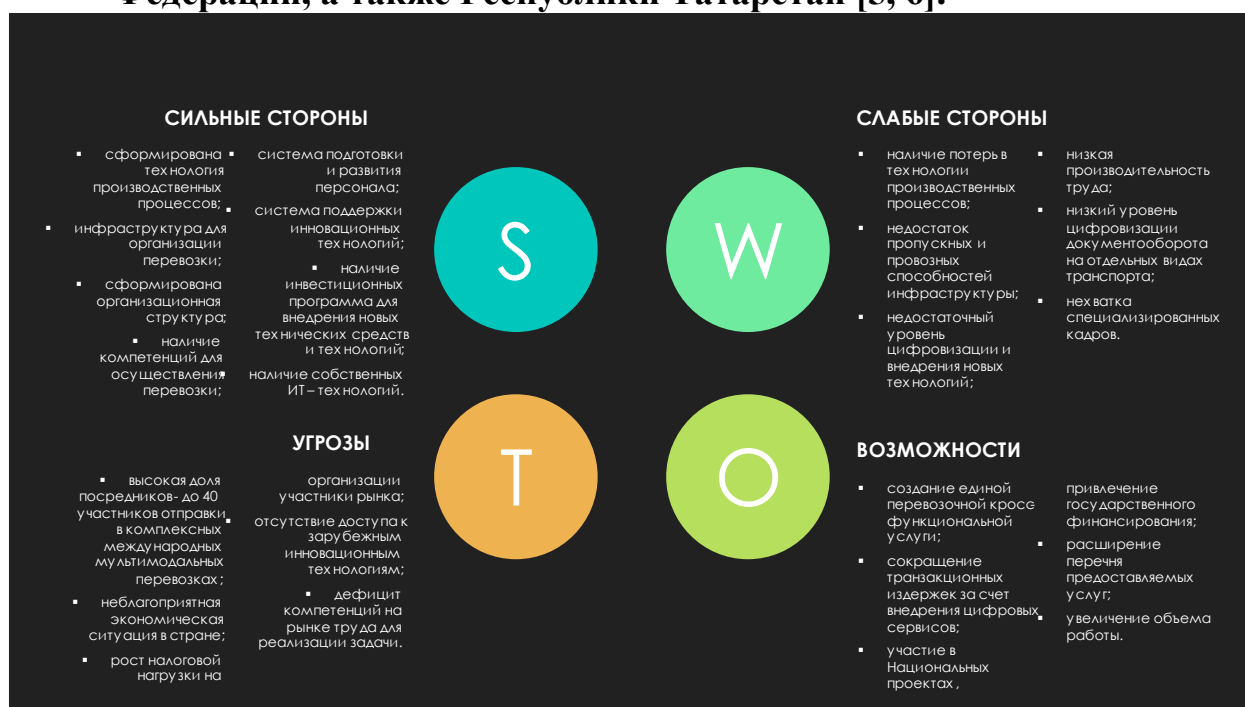 Федерации, а также Республики Татарстан [5, 6].
СИЛЬНЫЕ СТОРОНЫ
▪ сформирована
технология
производственных
процессов;
▪ инфраструктура для
организации
перевозки;
▪ сформирована
организационная
структура;
▪ наличие
компетенций для
осуществления
перевозки;
▪ система подготовки
и развития
персонала;
▪ система поддержки
инновационных
технологий;
▪ наличие
инвестиционных
программа для
внедрения новых
технических средств
и технологий;
▪ наличие собственных
ИТ – технологий.
S
W
СЛАБЫЕ СТОРОНЫ
▪ наличие потерь в
технологии
производственных
процессов;
▪ недостаток
пропускных и
провозных
способностей
инфраструктуры;
▪ недостаточный
уровень
цифровизации и
внедрения новых
технологий;
▪ низкая
производительность
труда;
▪ низкий уровень
цифровизации
документооборота
на отдельных видах
транспорта;
▪ нехватка
специализированных
кадров.
УГРОЗЫ
▪ высокая доля
посредников- до 40
участников отправки
в комплексных
международных
мультимодальных
перевозках;
▪ неблагоприятная
экономическая
ситуация в стране;
▪ рост налоговой
нагрузки на
организации
участники рынка;
▪ отсутствие доступа к
зарубежным
инновационным
технологиям;
▪ дефицит
компетенций на
рынке труда для
реализации задачи.
T
O
ВОЗМОЖНОСТИ
▪ создание единой
перевозочной кросс
функциональной
услуги;
▪ сокращение
транзакционных
издержек за счет
внедрения цифровых
сервисов;
▪ участие в
Национальных
проектах,
привлечение
государственного
финансирования;
▪ расширение
перечня
предоставляемых
услуг;
▪ увеличение объема
работы.